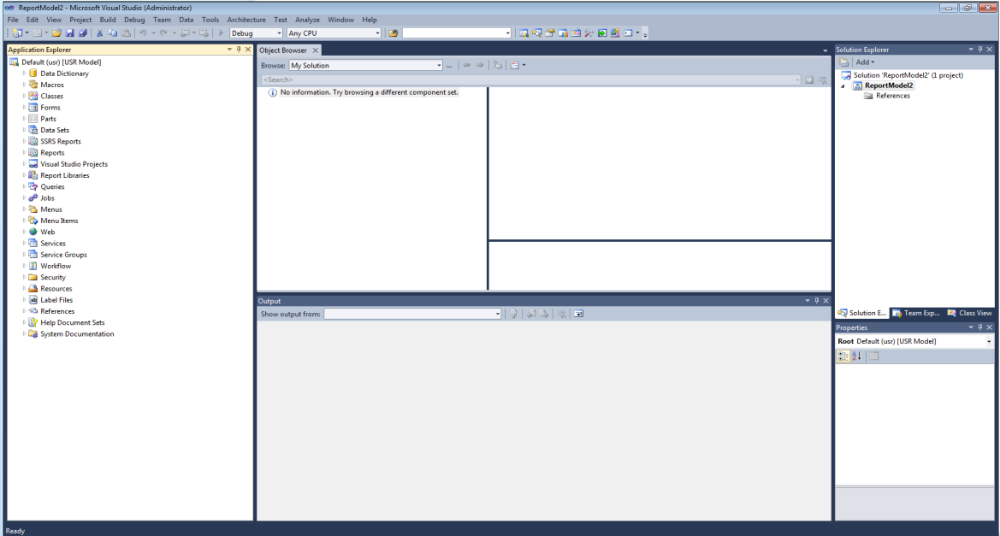 ReportModel2 - Microsoft Visual Studio (Administrator)
File Edit View Project Build Debug Team Data Tools Architecture Test Analyze Window Help
Debug Any CPU
Application Explorer
Default (usr) [USR Model]
Data Dictionary
Macros
Classes
Forms
Parts
Data Sets
SSRS Reports
Reports
Visual Studio Projects
Report Libraries
Queries
Jobs
Menus
Menu Items
Web
Services
Service Groups
Workflow
Security
Resources
Label Files
References
Help Document Sets
System Documentation
Object Browser
Browse: My Solution
...
<Search>
No information. Try browsing a different component set.
Output
Show output from:
Solution Explorer
Add
Solution 'ReportModel2' (1 project)
ReportModel2
References
Solution E... Team Exp... Class View
Properties
Root Default (usr) [USR Model]
Ready